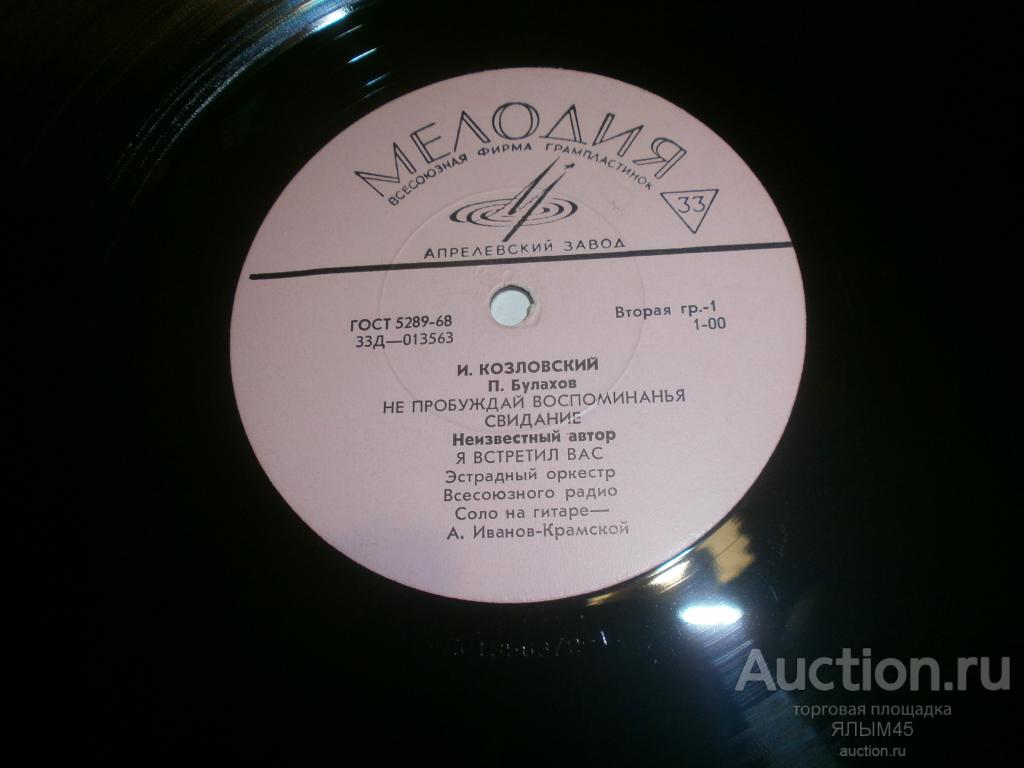 МЕЛОДИЯ
ВСЕСОЮЗНАЯ ФИРМА ГРАМПЛАСТИНОК
33
АПРЕЛЕВСКИЙ ЗАВОД
ГОСТ 5289-68
33Д—013563
Вторая гр.-1
1-00
И. КОЗЛОВСКИЙ
П. Булахов
НЕ ПРОБУЖДАЙ ВОСПОМИНАНЬЯ
СВИДАНИЕ
Неизвестный автор
Я ВСТРЕТИЛ ВАС
Эстрадный оркестр
Всесоюзного радио
Соло на гитаре—
А. Иванов-Крамской
Auction.ru
торговая площадка
ЯЛЫМ45
auction.ru